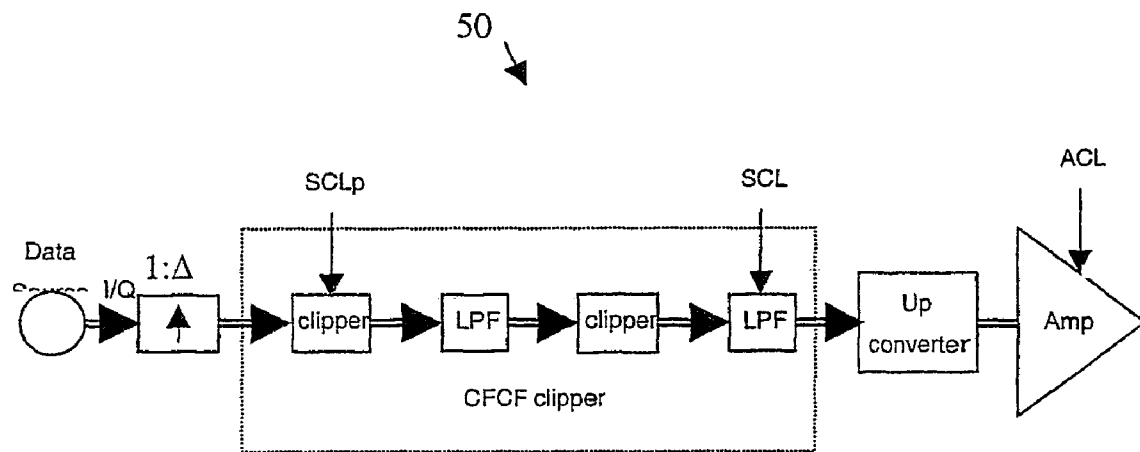 50
SCLp
SCL
ACL
Data
I/Q
1:Δ
clipper
LPF
clipper
LPF
Up
converter
Amp
CFCF clipper